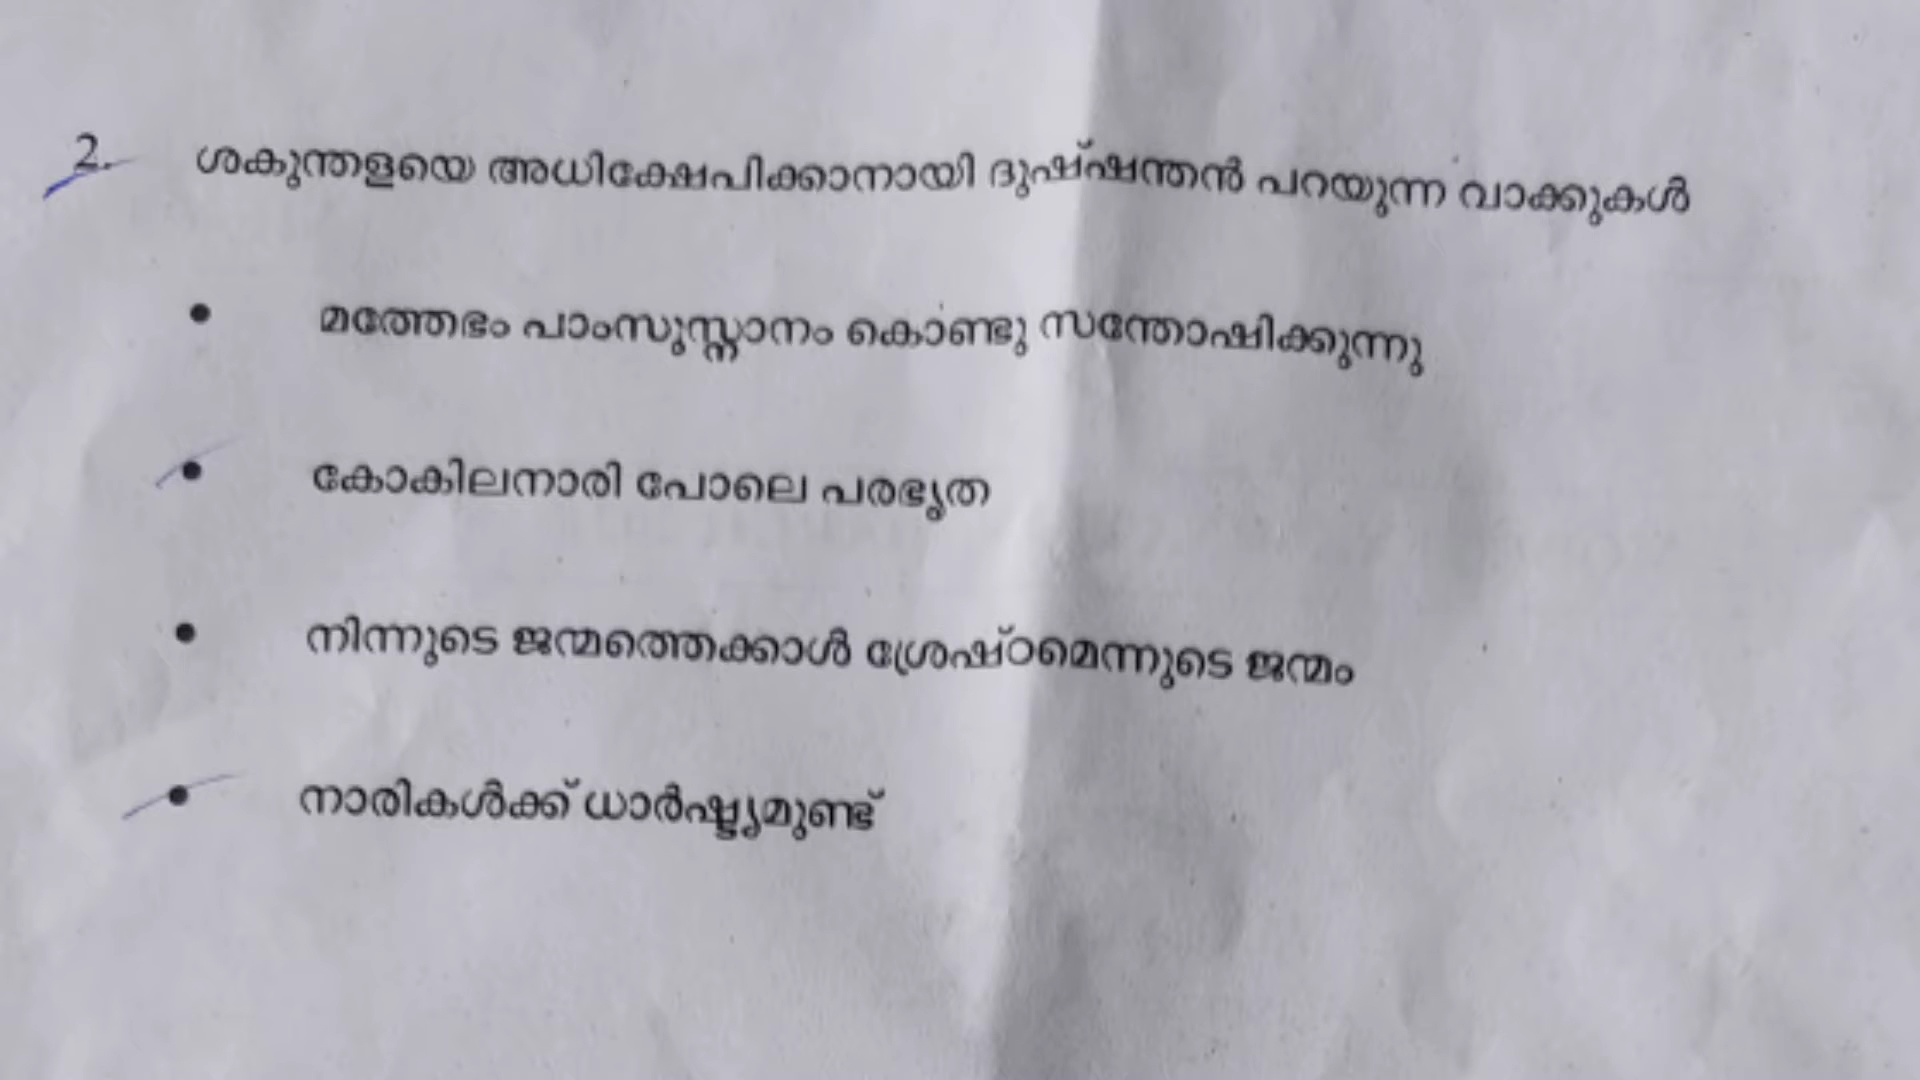 2. ശകുന്തളയെ അധിക്ഷേപിക്കാനായി ദുഷ്ഷന്തൻ പറയുന്ന വാക്കുകൾ
• മത്തേഭം പാംസുസ്നാനം കൊണ്ടു സന്തോഷിക്കുന്നു
• കോകിലനാരി പോലെ പരഭൃത
• നിന്നുടെ ജന്മത്തെക്കാൾ ശ്രേഷ്ഠമെന്നുടെ ജന്മം
• നാരികൾക്ക് ധാർഷ്ട്യമുണ്ട്